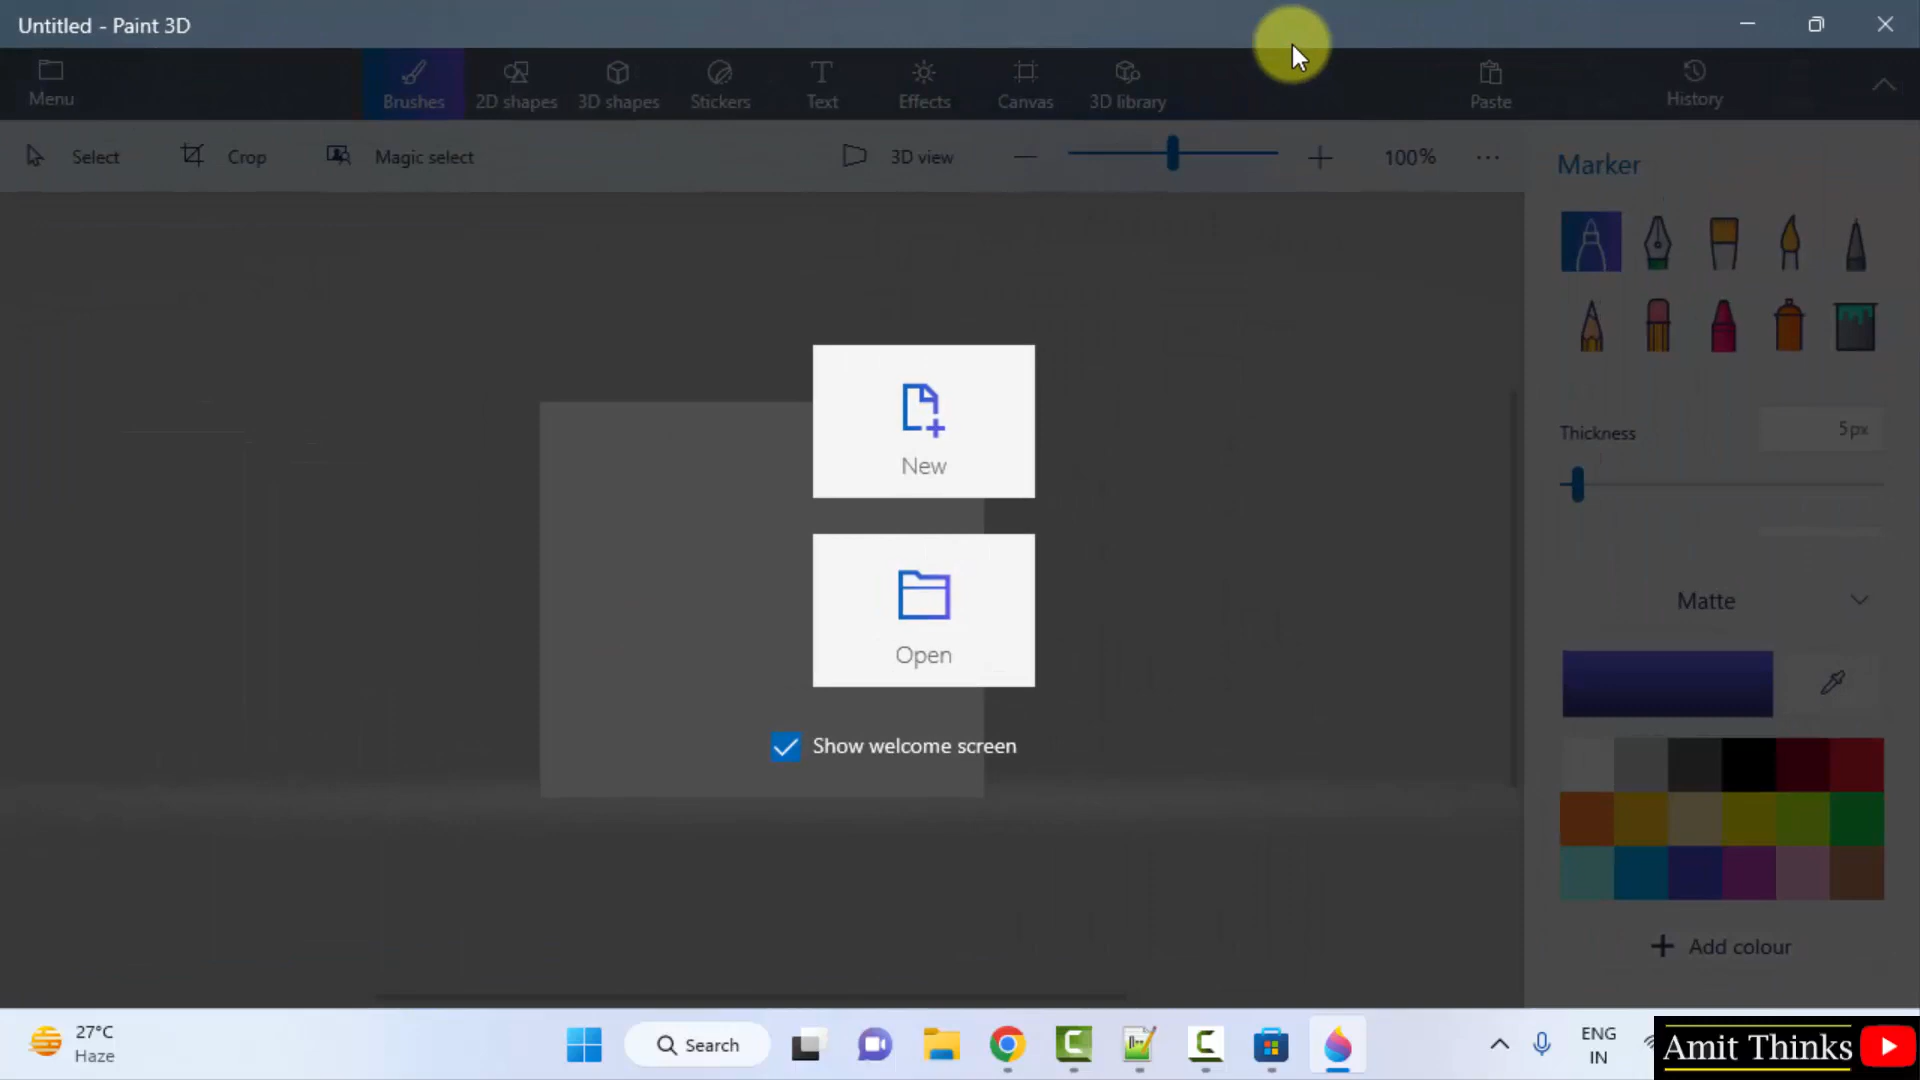 Untitled - Paint 3D
Menu
Brushes
2D shapes
3D shapes
Stickers
Text
Effects
Canvas
3D library
Paste
History
Select
Crop
Magic select
3D view
100%
Marker
Thickness
5px
Matte
Add colour
New
Open
Show welcome screen
27°C
Haze
Search
ENG
IN
Amit Thinks